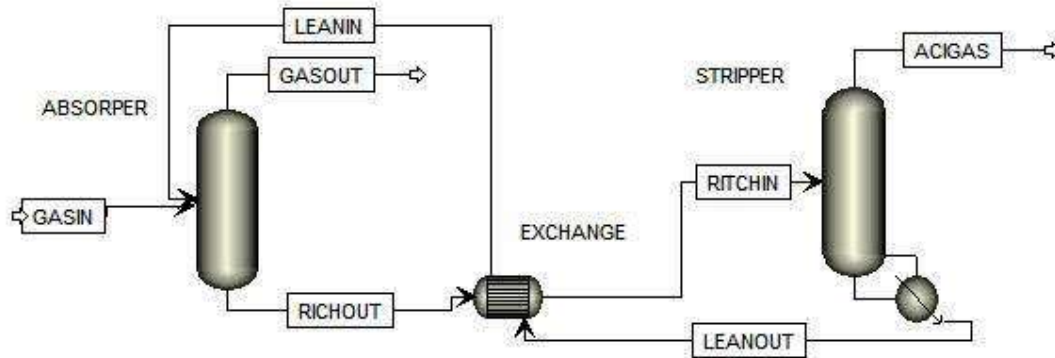 LEANIN
GASOUT
ABSORPER
GASIN
RICHOUT
EXCHANGE
RITCHIN
STRIPPER
ACIGAS
LEANOUT